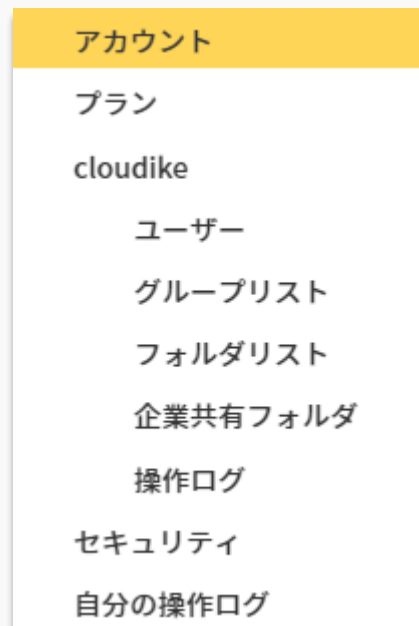 アカウント
プラン
cloudike
ユーザー
グループリスト
フォルダリスト
企業共有フォルダ
操作ログ
セキュリティ
自分の操作ログ